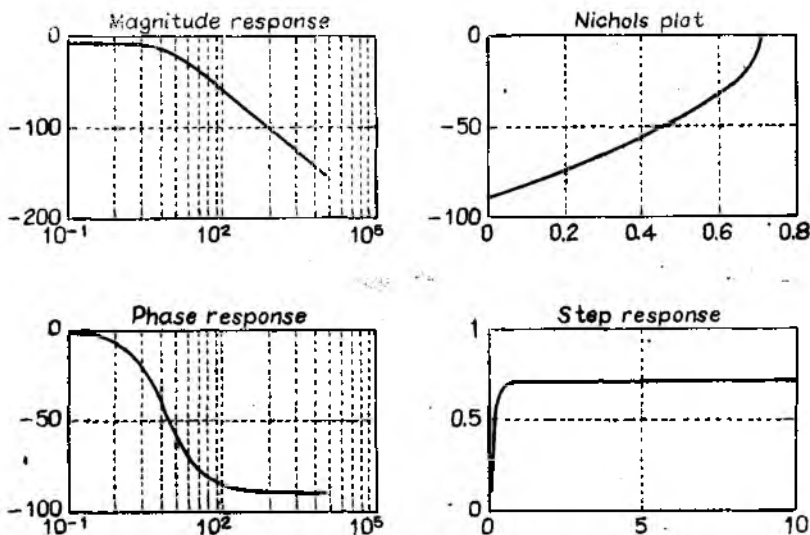 Magnitude response
0
-100
-200
10⁻¹ 10² 10⁵
Nichols plot
0
-50
-100
0 0.2 0.4 0.6 0.8
Phase response
0
-50
-100
10⁻¹ 10² 10⁵
Step response
1
0.5
0
0 5 10